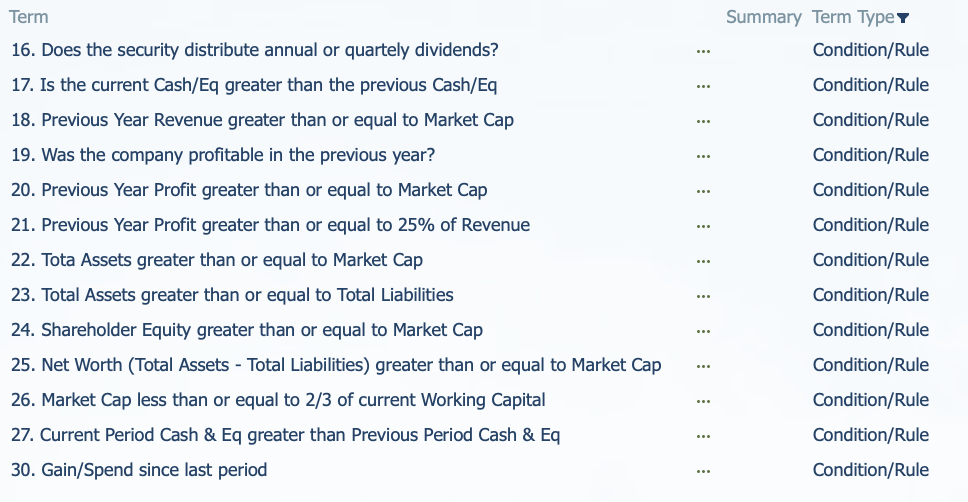 Term Summary Term Type
16. Does the security distribute annual or quartely dividends? ... Condition/Rule
17. Is the current Cash/Eq greater than the previous Cash/Eq ... Condition/Rule
18. Previous Year Revenue greater than or equal to Market Cap ... Condition/Rule
19. Was the company profitable in the previous year? ... Condition/Rule
20. Previous Year Profit greater than or equal to Market Cap ... Condition/Rule
21. Previous Year Profit greater than or equal to 25% of Revenue ... Condition/Rule
22. Tota Assets greater than or equal to Market Cap ... Condition/Rule
23. Total Assets greater than or equal to Total Liabilities ... Condition/Rule
24. Shareholder Equity greater than or equal to Market Cap ... Condition/Rule
25. Net Worth (Total Assets - Total Liabilities) greater than or equal to Market Cap ... Condition/Rule
26. Market Cap less than or equal to 2/3 of current Working Capital ... Condition/Rule
27. Current Period Cash & Eq greater than Previous Period Cash & Eq ... Condition/Rule
30. Gain/Spend since last period ... Condition/Rule